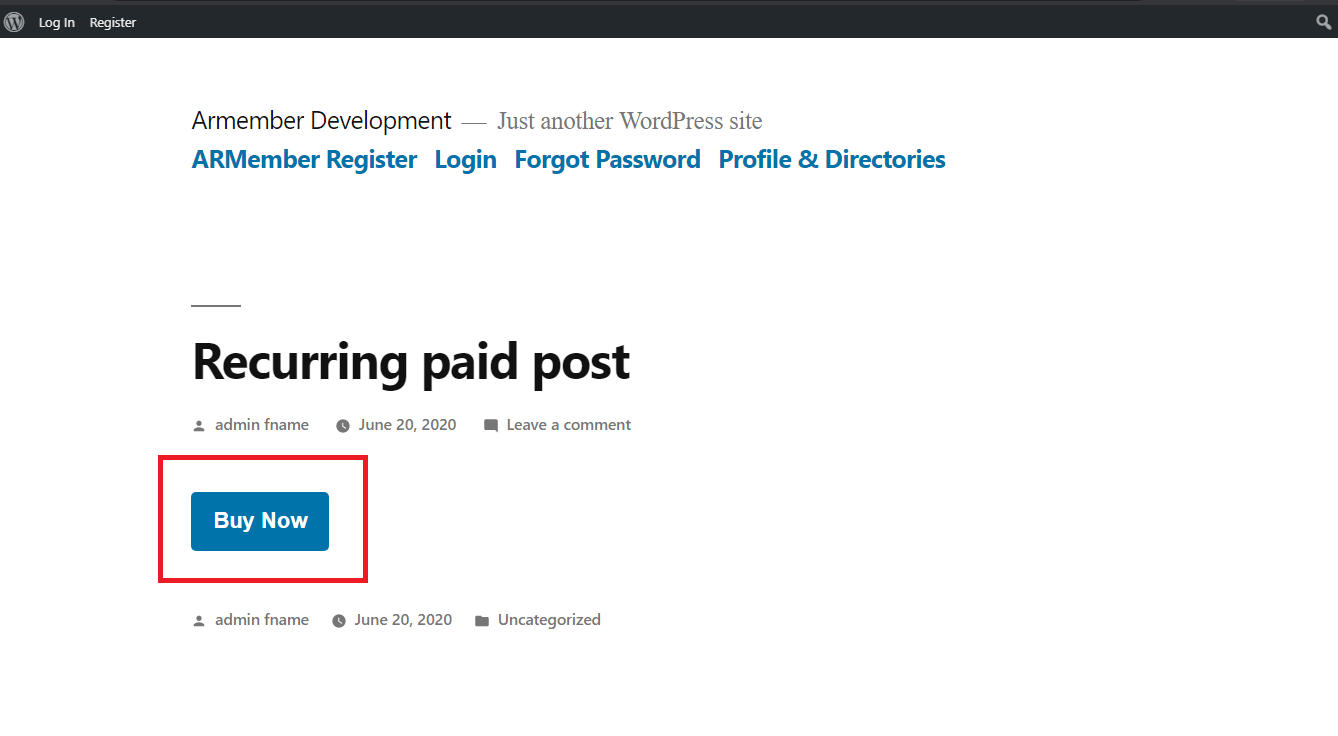 Log In Register
Armember Development — Just another WordPress site
ARMember Register Login Forgot Password Profile & Directories
Recurring paid post
admin fname June 20, 2020 Leave a comment
Buy Now
admin fname June 20, 2020 Uncategorized